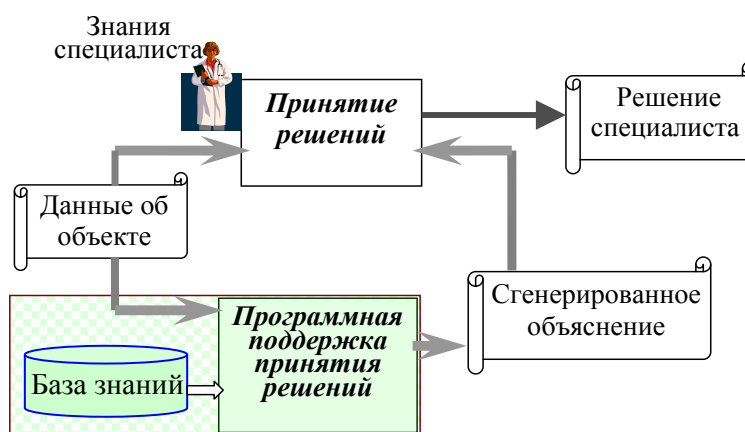 Знания
специалиста
Принятие
решений
Решение
специалиста
Данные об
объекте
Сгенерированное
объяснение
Программная
поддержка
принятия
решений
База знаний